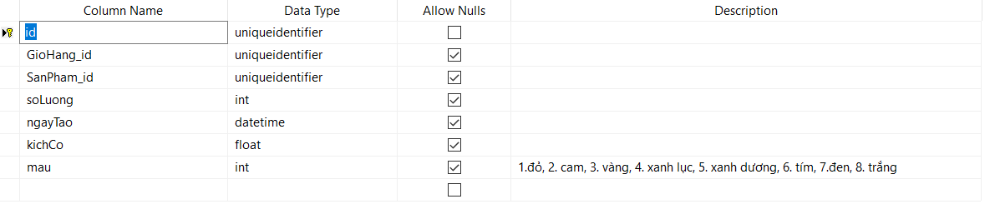 Column Name Data Type Allow Nulls Description
id uniqueidentifier
GioHang_id uniqueidentifier
SanPham_id uniqueidentifier
soLuong int
ngayTao datetime
kichCo float
mau int 1.đỏ, 2. cam, 3. vàng, 4. xanh lục, 5. xanh dương, 6. tím, 7.đen, 8. trắng